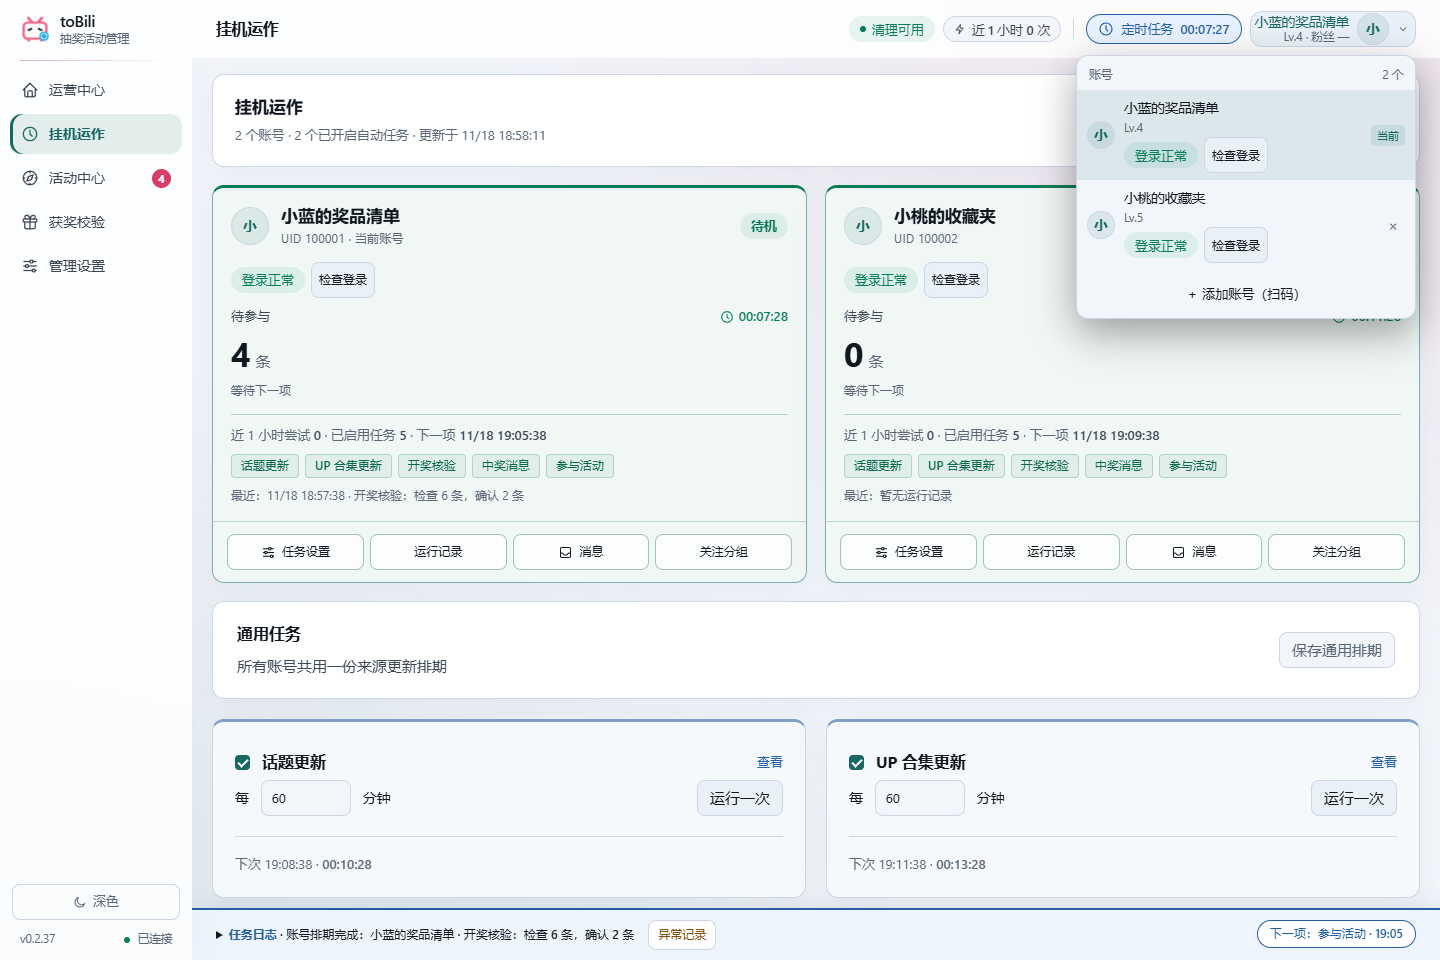 toBili
抽奖活动管理
运营中心
挂机运作
活动中心
4
获奖校验
管理设置
深色
v0.2.37
已连接
挂机运作
清理可用
近 1 小时 0 次
定时任务 00:07:27
小蓝的奖品清单
Lv.4 · 粉丝 —
小
账号
2 个
小
小蓝的奖品清单
Lv.4
登录正常
检查登录
当前
小
小桃的收藏夹
Lv.5
登录正常
检查登录
×
+ 添加账号（扫码）
挂机运作
2 个账号 · 2 个已开启自动任务 · 更新于 11/18 18:58:11
小
小蓝的奖品清单
UID 100001 · 当前账号
待机
登录正常
检查登录
待参与
00:07:28
4 条
等待下一项
近 1 小时尝试 0 · 已启用任务 5 · 下一项 11/18 19:05:38
话题更新
UP 合集更新
开奖核验
中奖消息
参与活动
最近：11/18 18:57:38 · 开奖核验：检查 6 条，确认 2 条
任务设置
运行记录
消息
关注分组
小
小桃的收藏夹
UID 100002
登录正常
检查登录
待参与
0 条
等待下一项
近 1 小时尝试 0 · 已启用任务 5 · 下一项 11/18 19:09:38
话题更新
UP 合集更新
开奖核验
中奖消息
参与活动
最近：暂无运行记录
任务设置
运行记录
消息
关注分组
通用任务
所有账号共用一份来源更新排期
保存通用排期
话题更新
查看
每 60 分钟
运行一次
下次 19:08:38 · 00:10:28
UP 合集更新
查看
每 60 分钟
运行一次
下次 19:11:38 · 00:13:28
任务日志 · 账号排期完成：小蓝的奖品清单 · 开奖核验：检查 6 条，确认 2 条
异常记录
下一项：参与活动 · 19:05